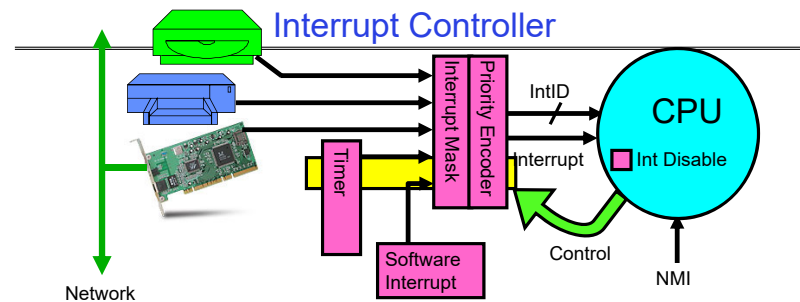 Interrupt Controller
Interrupt Mask
Priority Encoder
IntID
CPU
Interrupt
Int Disable
Timer
Software
Interrupt
Control
NMI
Network